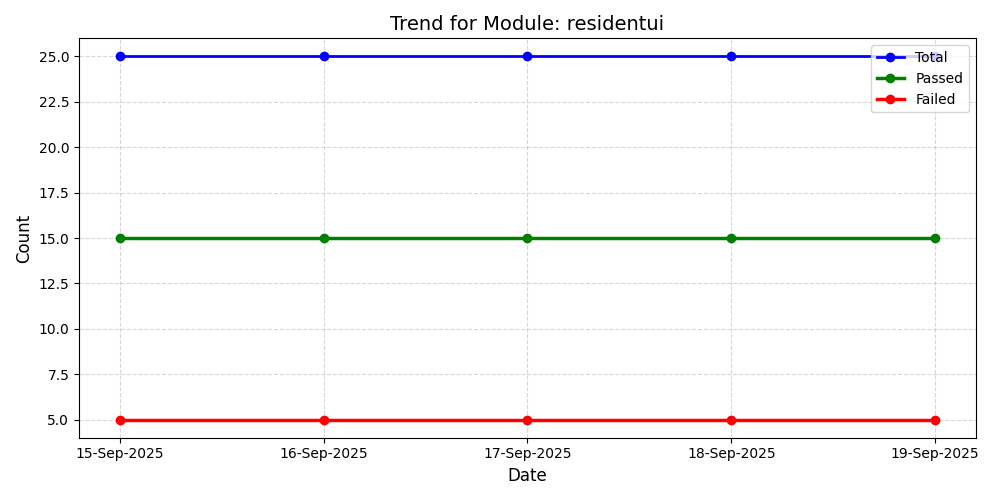 Trend for Module: residentui
Total
Passed
Failed
Count
25.0
22.5
20.0
17.5
15.0
12.5
10.0
7.5
5.0
15-Sep-2025 16-Sep-2025 17-Sep-2025 18-Sep-2025 19-Sep-2025
Date